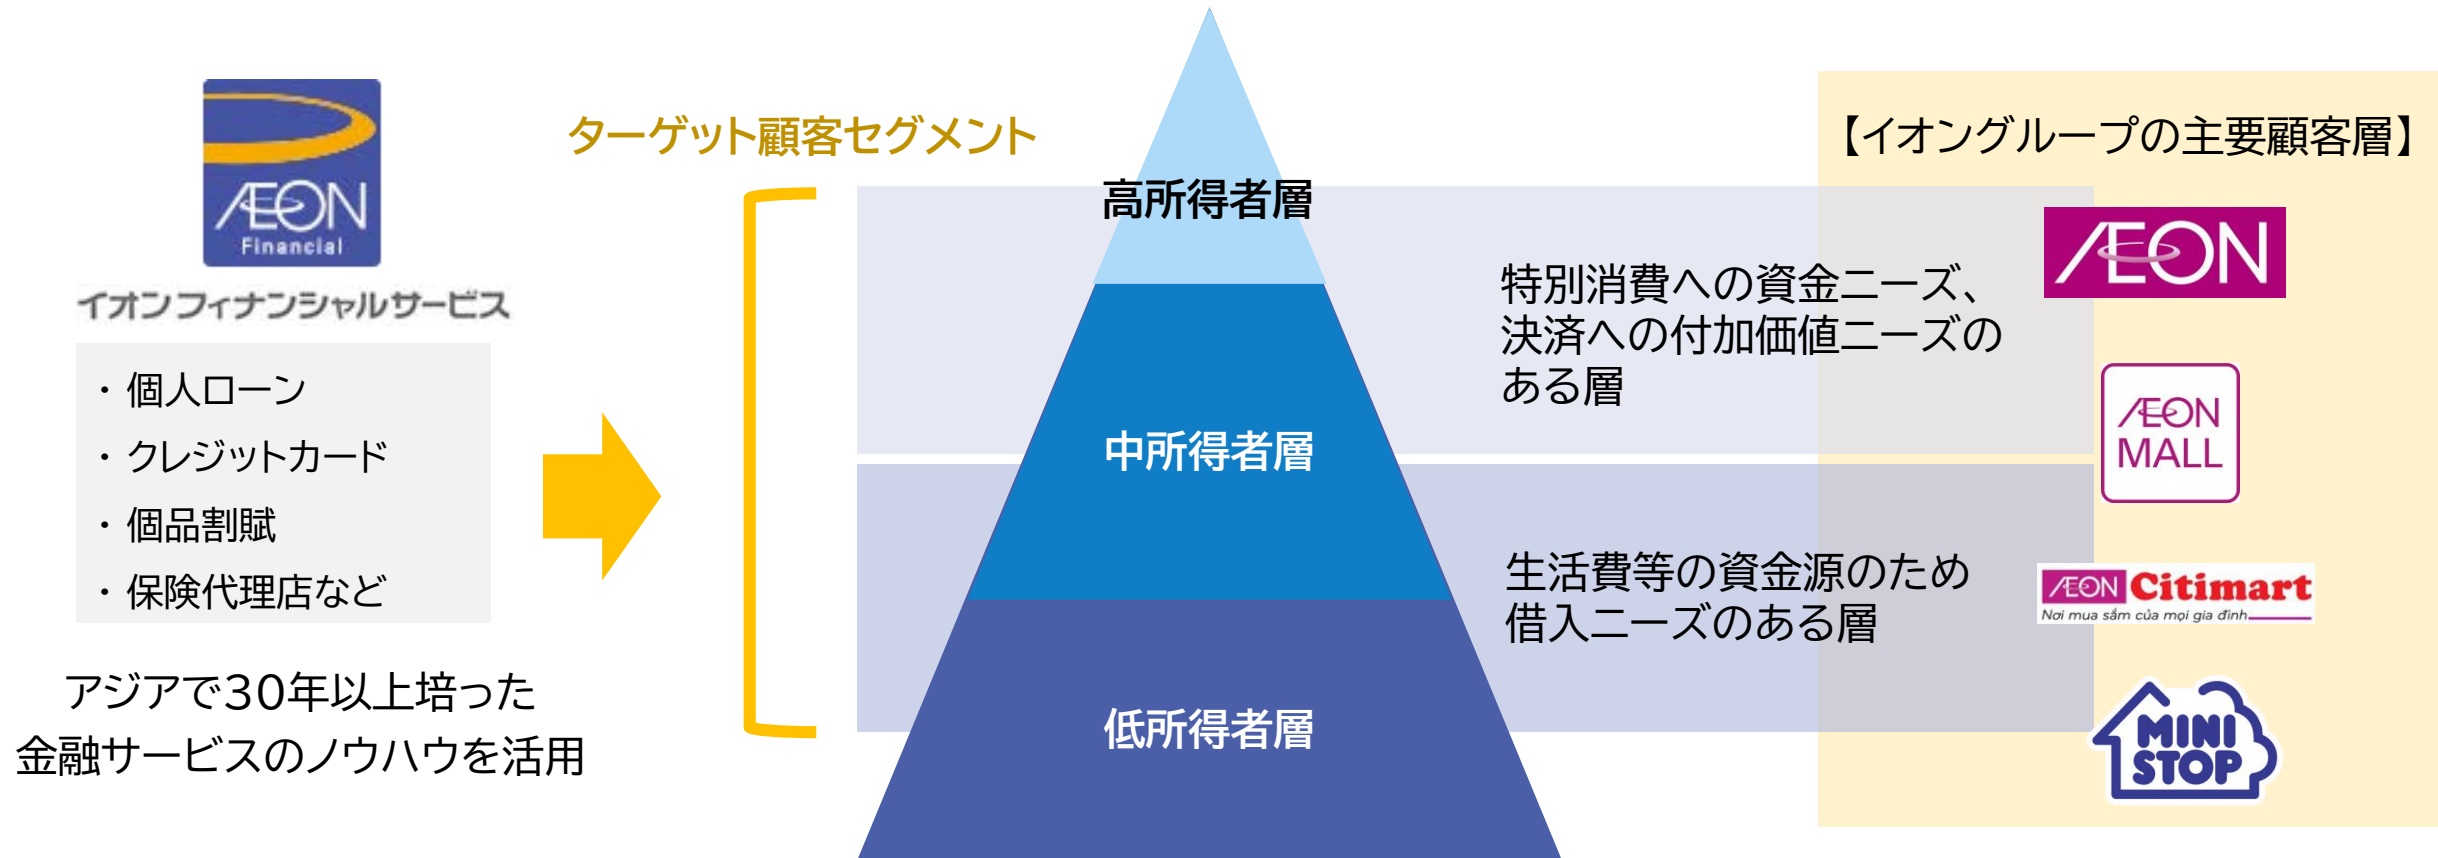 ÆON
Financial
イオンフィナンシャルサービス
・個人ローン
・クレジットカード
・個品割賦
・保険代理店など
アジアで30年以上培った
金融サービスのノウハウを活用
ターゲット顧客セグメント
高所得者層
中所得者層
低所得者層
特別消費への資金ニーズ、
決済への付加価値ニーズの
ある層
生活費等の資金源のため
借入ニーズのある層
【イオングループの主要顧客層】
ÆON
ÆON
MALL
ÆON Citimart
Nơi mua sắm của mọi gia đình
MINI
STOP